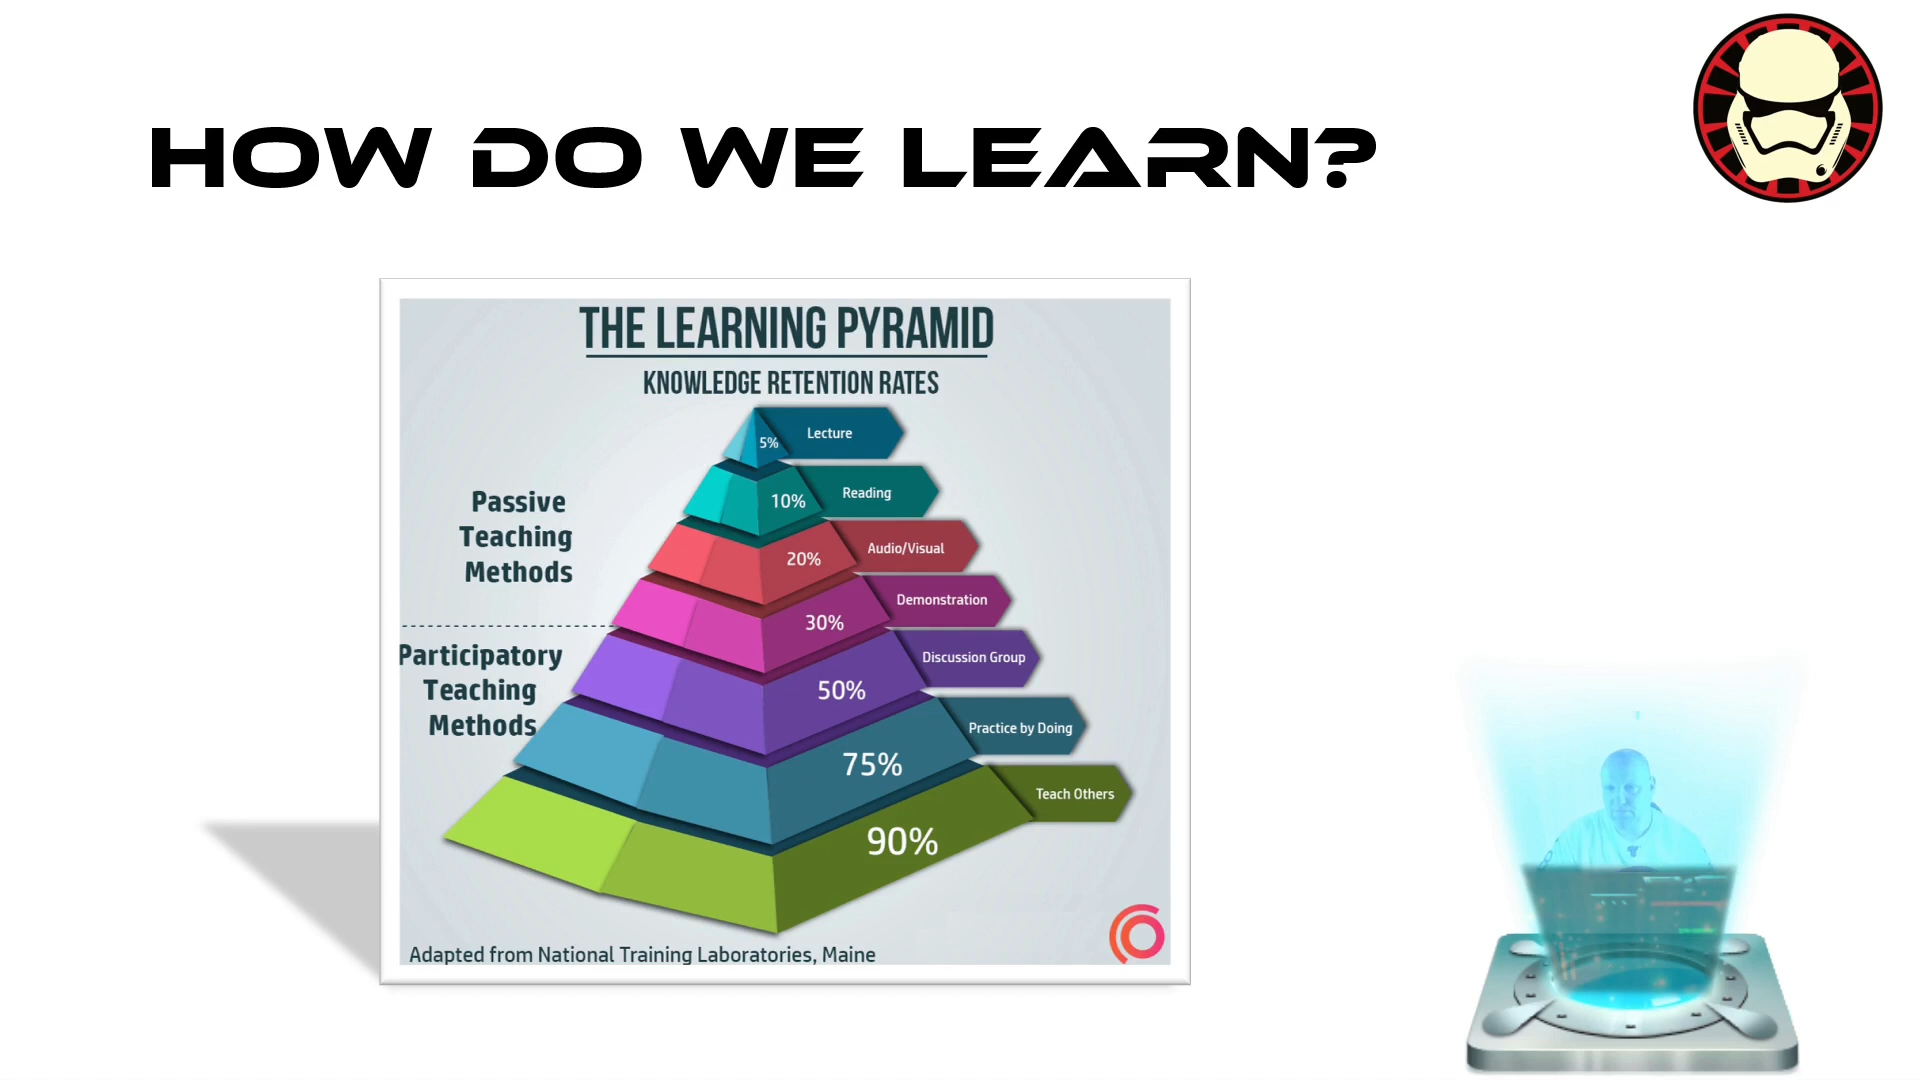 HOW DO WE LEARN?
THE LEARNING PYRAMID
KNOWLEDGE RETENTION RATES
5% Lecture
10% Reading
20% Audio/Visual
30% Demonstration
50% Discussion Group
75% Practice by Doing
90% Teach Others
Passive
Teaching
Methods
Participatory
Teaching
Methods
Adapted from National Training Laboratories, Maine